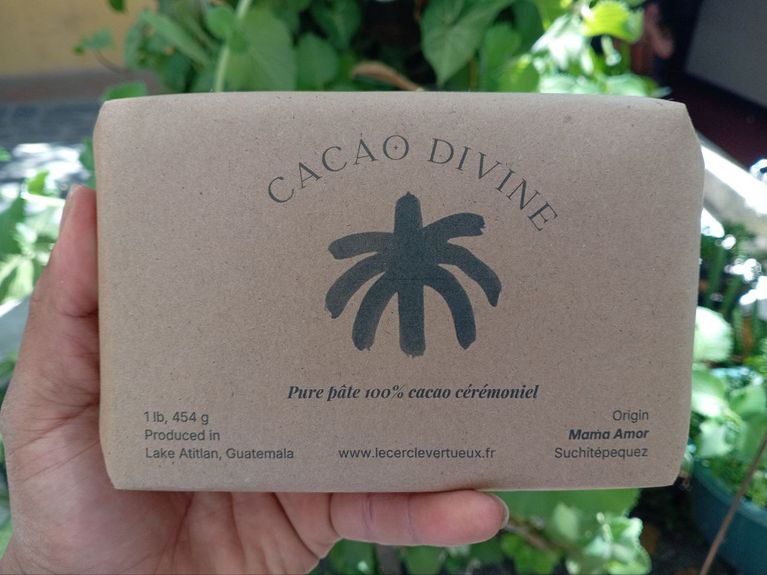 CACÁO DIVINE
Pure pâte 100% cacao cérémoniel
1 lb, 454 g
Produced in
Lake Atitlan, Guatemala
www.lecerclevertueux.fr
Origin
Mama Amor
Suchitépequez